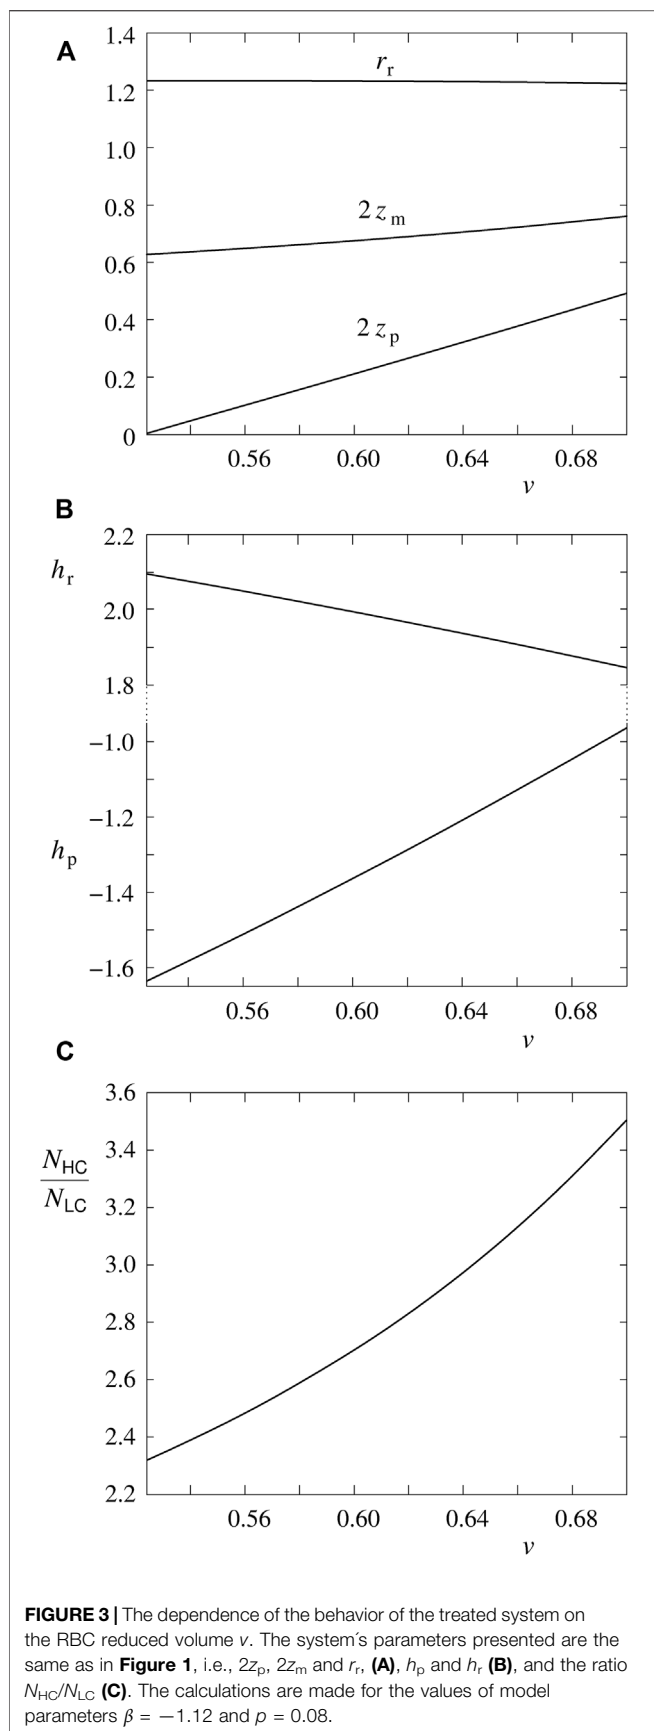 A
1.4
r_r
1.2
1.0
0.8
2 z_m
0.6
0.4
2 z_p
0.2
0
0.56 0.60 0.64 0.68
v
B
2.2
h_r
2.0
1.8
−1.0
−1.2
h_p
−1.4
−1.6
0.56 0.60 0.64 0.68
v
C
3.6
3.4
N_HC
N_LC
3.2
3.0
2.8
2.6
2.4
2.2
0.56 0.60 0.64 0.68
v
FIGURE 3 | The dependence of the behavior of the treated system on
the RBC reduced volume v. The system´s parameters presented are the
same as in Figure 1, i.e., 2z_p, 2z_m and r_r, (A), h_p and h_r (B), and the ratio
N_HC/N_LC (C). The calculations are made for the values of model
parameters β = −1.12 and p = 0.08.